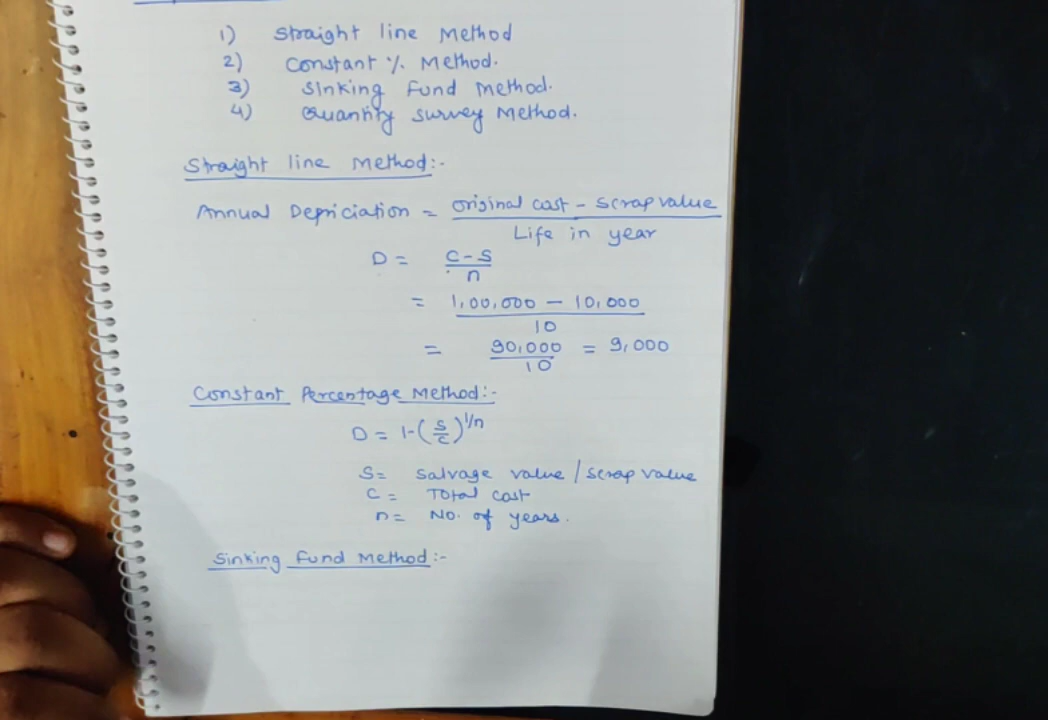 1) Straight line Method
2) Constant % Method.
3) Sinking Fund Method.
4) Quantity Survey Method.
Straight line Method:-
Annual Depriciation = Original cost - Scrap value / Life in year
D = C-S / n
= 1,00,000 - 10,000 / 10
= 90,000 / 10 = 9,000
Constant Percentage Method:-
D = 1-(S/C)^1/n
S= Salvage value / Scrap value
C = Total cost
n= No. of years.
Sinking Fund Method:-